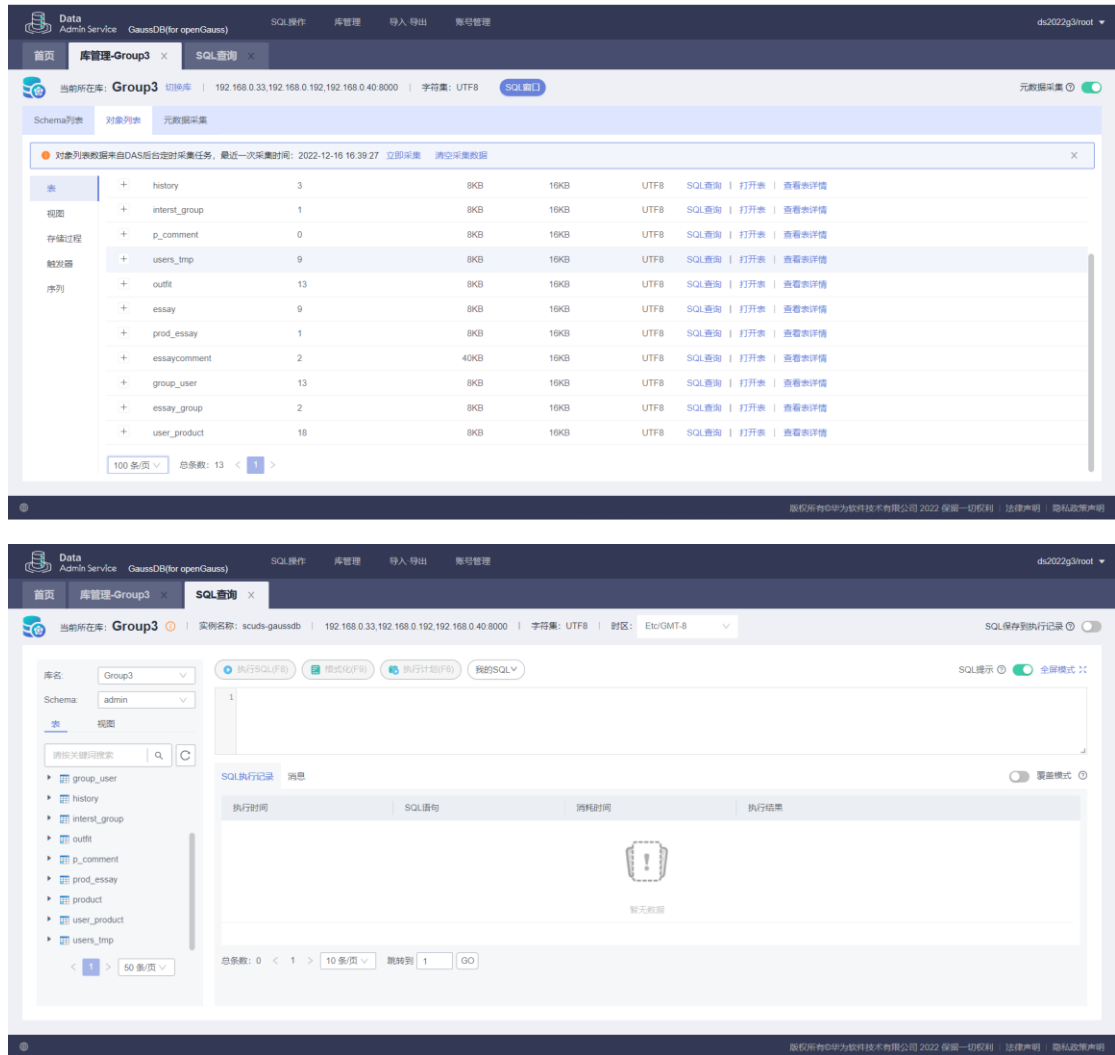 Data
Admin Service GaussDB(for openGauss) SQL操作 库管理 导入·导出 账号管理 ds2022g3/root
首页 库管理-Group3 × SQL查询 ×
当前所在库: Group3 切换库 | 192.168.0.33,192.168.0.192,192.168.0.40:8000 | 字符集: UTF8 SQL窗口 元数据采集
Schema列表 对象列表 元数据采集
对象列表数据来自DAS后台定时采集任务，最近一次采集时间：2022-12-16 16:39:27 立即采集 清空采集数据
表 + history 3 8KB 16KB UTF8 SQL查询 | 打开表 | 查看表详情
视图 + interst_group 1 8KB 16KB UTF8 SQL查询 | 打开表 | 查看表详情
存储过程 + p_comment 0 8KB 16KB UTF8 SQL查询 | 打开表 | 查看表详情
触发器 + users_tmp 9 8KB 16KB UTF8 SQL查询 | 打开表 | 查看表详情
序列 + outfit 13 8KB 16KB UTF8 SQL查询 | 打开表 | 查看表详情
+ essay 9 8KB 16KB UTF8 SQL查询 | 打开表 | 查看表详情
+ prod_essay 1 8KB 16KB UTF8 SQL查询 | 打开表 | 查看表详情
+ essaycomment 2 40KB 16KB UTF8 SQL查询 | 打开表 | 查看表详情
+ group_user 13 8KB 16KB UTF8 SQL查询 | 打开表 | 查看表详情
+ essay_group 2 8KB 16KB UTF8 SQL查询 | 打开表 | 查看表详情
+ user_product 18 8KB 16KB UTF8 SQL查询 | 打开表 | 查看表详情
100 条/页 总条数: 13 < 1 >
版权所有©华为软件技术有限公司 2022 保留一切权利 | 法律声明 | 隐私政策声明
Data
Admin Service GaussDB(for openGauss) SQL操作 库管理 导入·导出 账号管理 ds2022g3/root
首页 库管理-Group3 × SQL查询 ×
当前所在库: Group3 | 实例名称: scuds-gaussdb | 192.168.0.33,192.168.0.192,192.168.0.40:8000 | 字符集: UTF8 | 时区: Etc/GMT-8 SQL保存到执行记录
库名: Group3 执行SQL(F8) 格式化(F9) 执行计划(F6) 我的SQL SQL提示 全屏模式
Schema: admin 1
表 视图
请按关键词搜索
group_user SQL执行记录 消息 覆盖模式
history 执行时间 SQL语句 消耗时间 执行结果
interst_group
outfit
p_comment
prod_essay
product 暂无数据
user_product
users_tmp
< 1 > 50 条/页 总条数: 0 < 1 > 10 条/页 跳转到 1 GO
版权所有©华为软件技术有限公司 2022 保留一切权利 | 法律声明 | 隐私政策声明